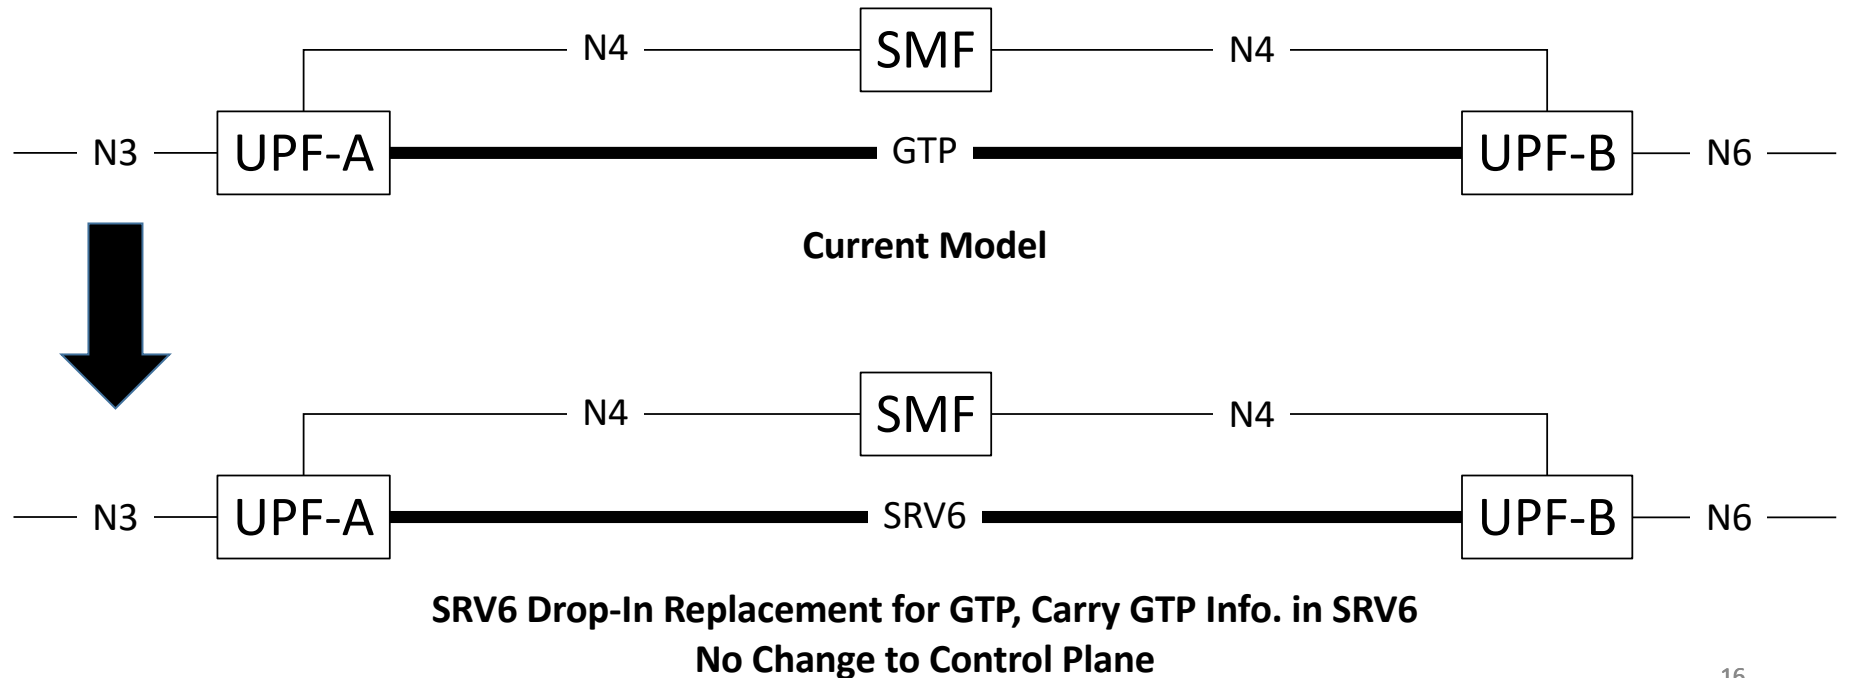 N4 SMF N4
N3 UPF-A GTP UPF-B N6
Current Model
N4 SMF N4
N3 UPF-A SRV6 UPF-B N6
SRV6 Drop-In Replacement for GTP, Carry GTP Info. in SRV6
No Change to Control Plane
16